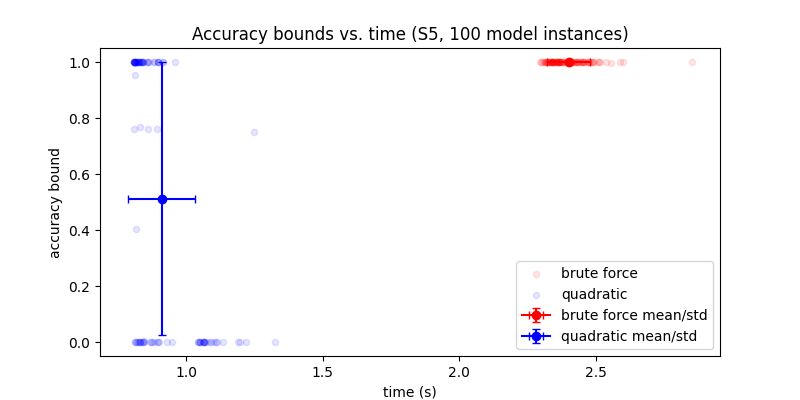 Accuracy bounds vs. time (S5, 100 model instances)
accuracy bound
1.0
0.8
0.6
0.4
0.2
0.0
brute force
quadratic
brute force mean/std
quadratic mean/std
1.0 1.5 2.0 2.5
time (s)